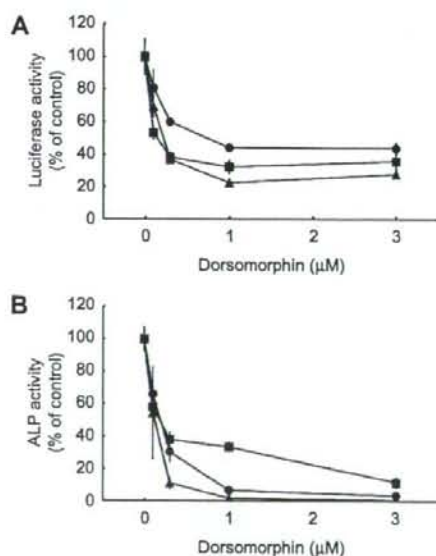 A
Luciferase activity
(% of control)
120
100
80
60
40
20
0
0
1
2
3
Dorsomorphin (μM)
B
ALP activity
(% of control)
120
100
80
60
40
20
0
0
1
2
3
Dorsomorphin (μM)